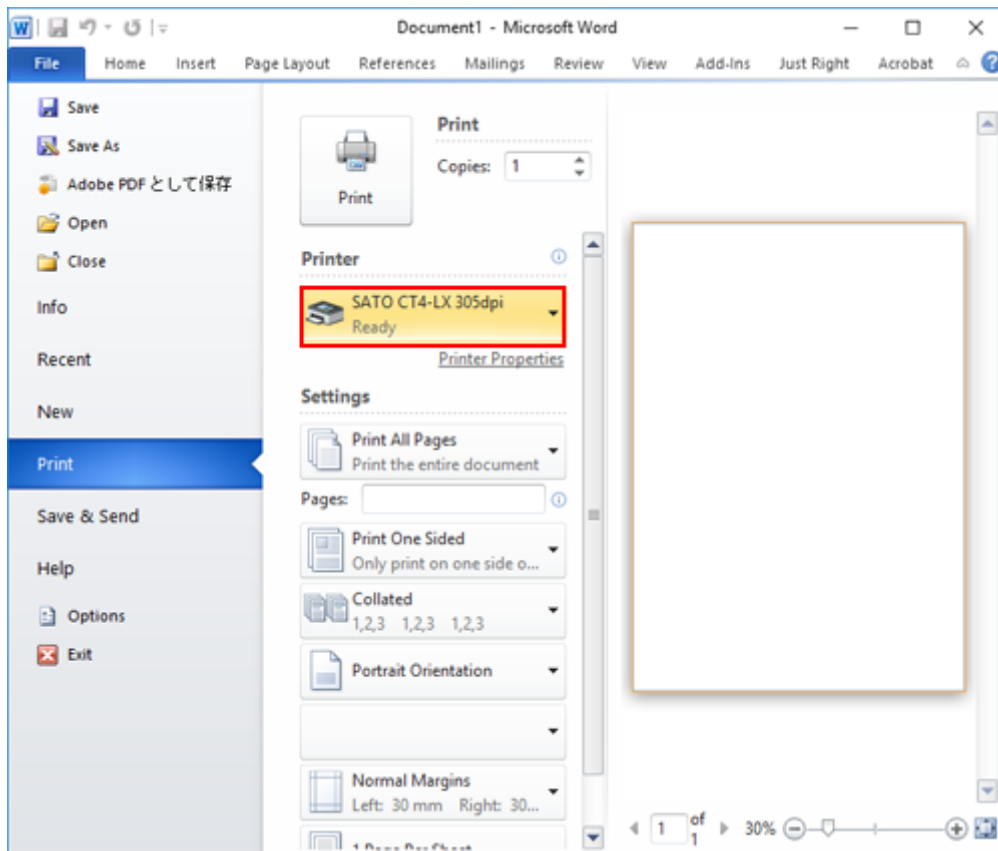 W
Document1 - Microsoft Word
File Home Insert Page Layout References Mailings Review View Add-Ins Just Right Acrobat
Save
Save As
Adobe PDF として保存
Open
Close
Info
Recent
New
Print
Save & Send
Help
Options
Exit
Print
Print
Copies: 1
Printer
SATO CT4-LX 305dpi
Ready
Printer Properties
Settings
Print All Pages
Print the entire document
Pages:
Print One Sided
Only print on one side o...
Collated
1,2,3 1,2,3 1,2,3
Portrait Orientation
Normal Margins
Left: 30 mm Right: 30...
1 of 1
30%